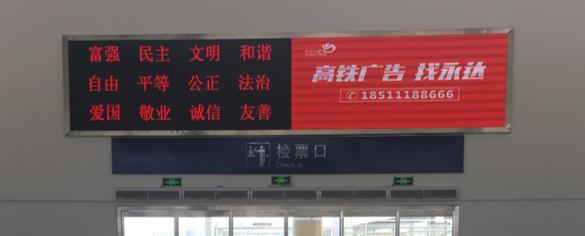 富强 民主 文明 和谐
自由 平等 公正 法治
爱国 敬业 诚信 友善
高铁广告 找永达
18511188666
检票口
Check in